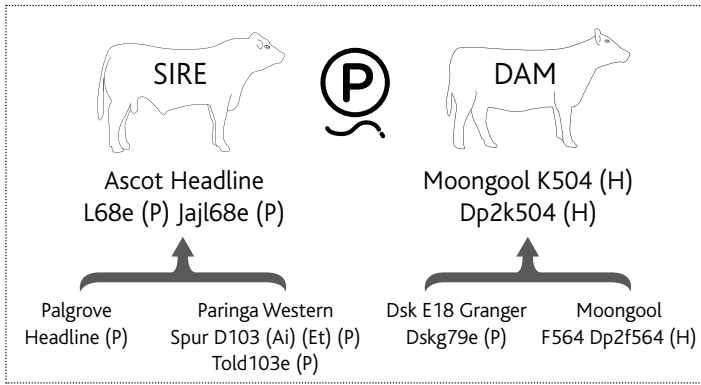 SIRE
P
DAM
Ascot Headline
L68e (P) Jajl68e (P)
Moongool K504 (H)
Dp2k504 (H)
Palgrove
Headline (P)
Paringa Western
Spur D103 (Ai) (Et) (P)
Told103e (P)
Dsk E18 Granger
Dskg79e (P)
Moongool
F564 Dp2f564 (H)